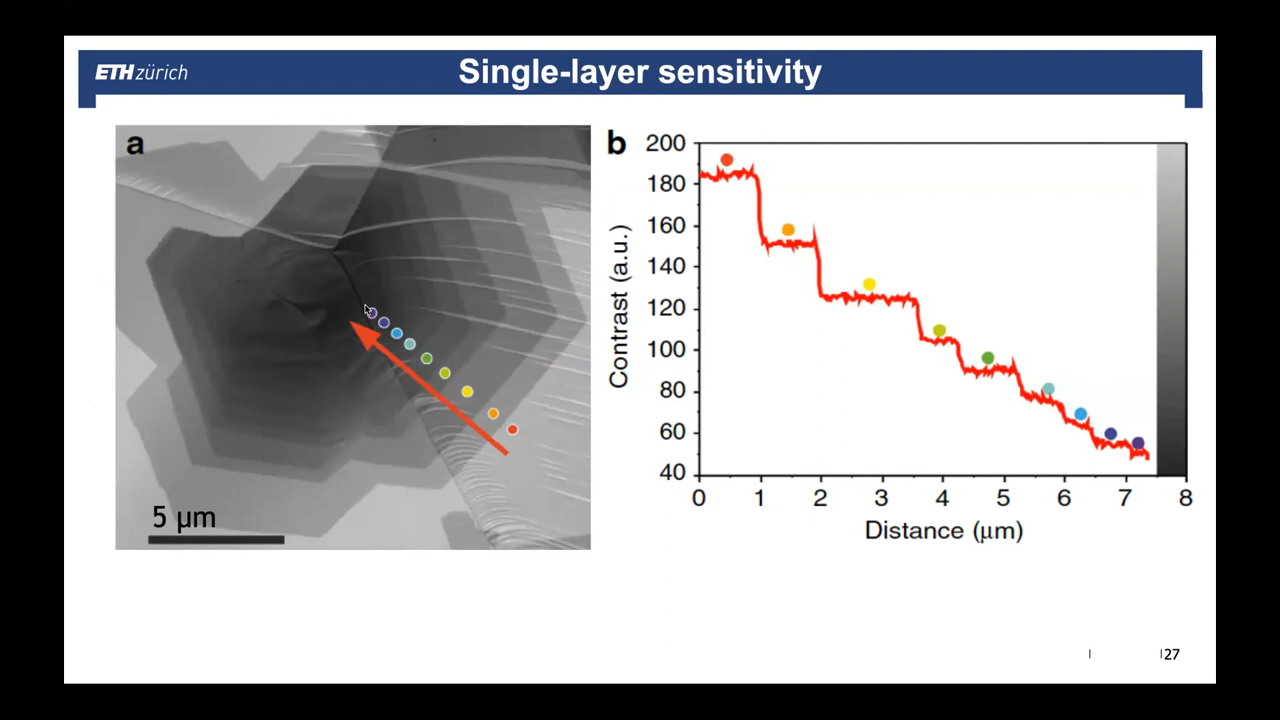 ETH zürich
Single-layer sensitivity
a
5 μm
b
200
180
160
140
120
100
80
60
40
Contrast (a.u.)
0 1 2 3 4 5 6 7 8
Distance (μm)
27